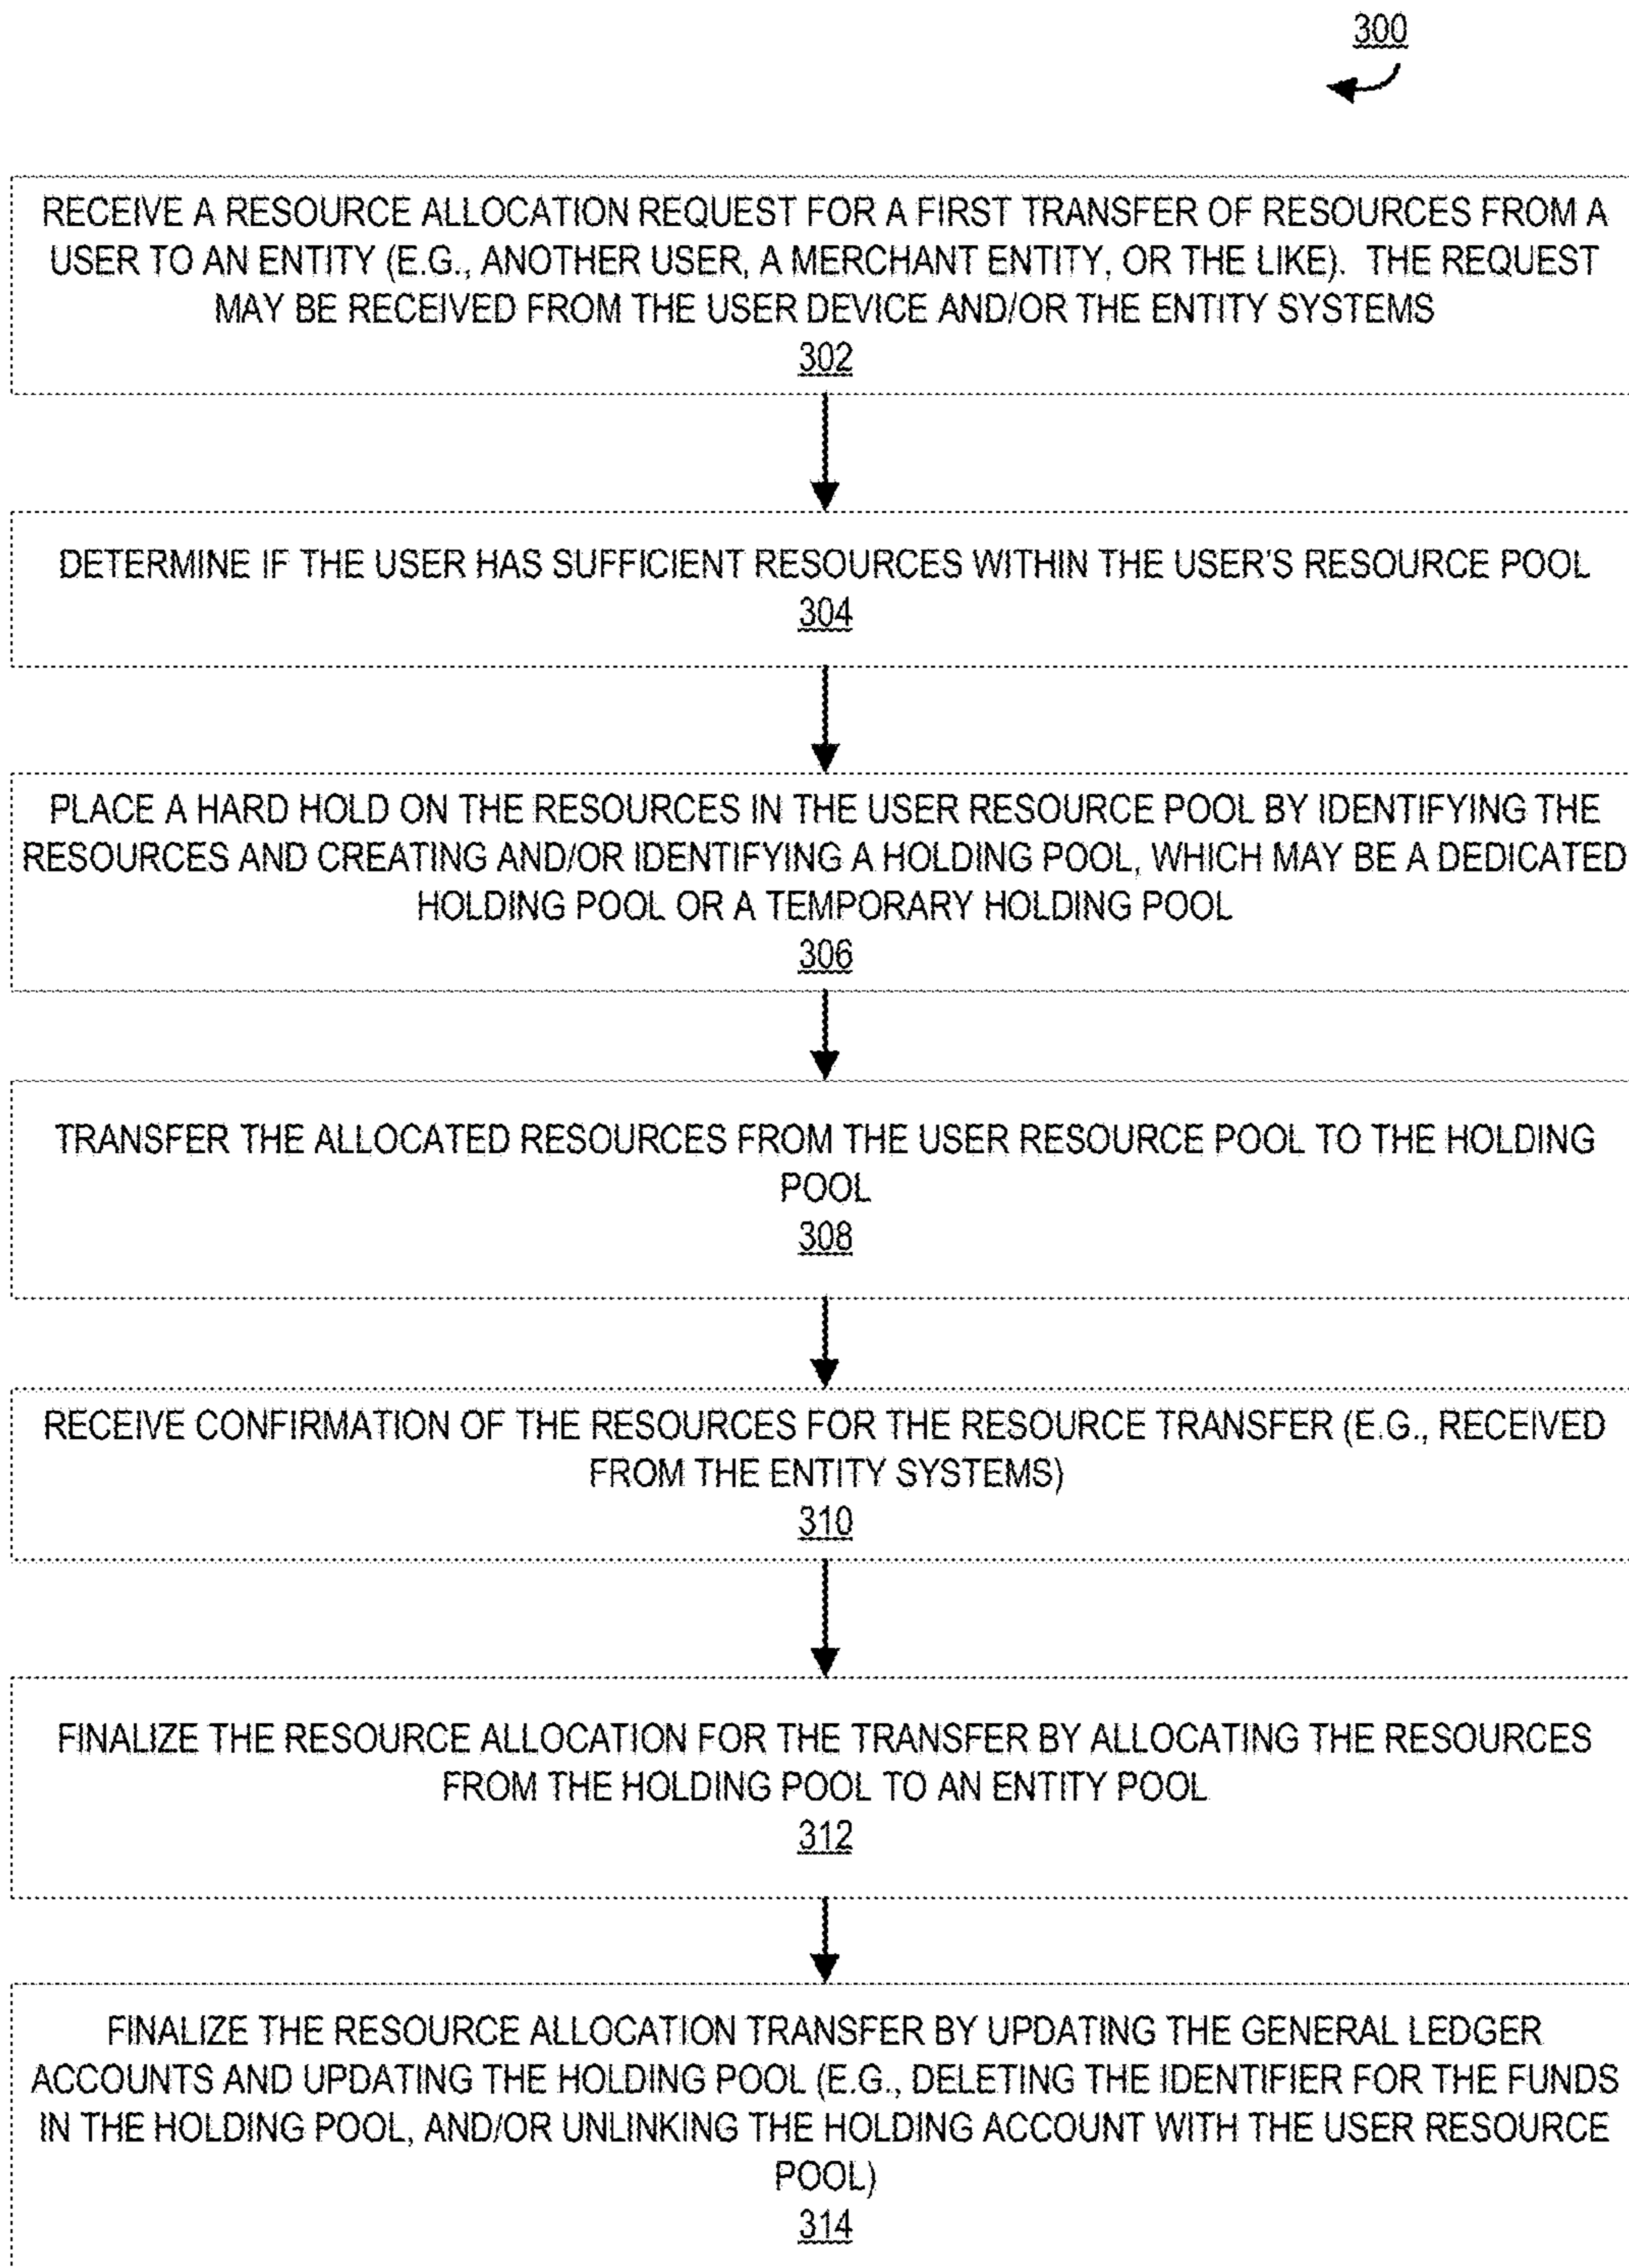 300
RECEIVE A RESOURCE ALLOCATION REQUEST FOR A FIRST TRANSFER OF RESOURCES FROM A
USER TO AN ENTITY (E.G., ANOTHER USER, A MERCHANT ENTITY, OR THE LIKE). THE REQUEST
MAY BE RECEIVED FROM THE USER DEVICE AND/OR THE ENTITY SYSTEMS
302
DETERMINE IF THE USER HAS SUFFICIENT RESOURCES WITHIN THE USER'S RESOURCE POOL
304
PLACE A HARD HOLD ON THE RESOURCES IN THE USER RESOURCE POOL BY IDENTIFYING THE
RESOURCES AND CREATING AND/OR IDENTIFYING A HOLDING POOL, WHICH MAY BE A DEDICATED
HOLDING POOL OR A TEMPORARY HOLDING POOL
306
TRANSFER THE ALLOCATED RESOURCES FROM THE USER RESOURCE POOL TO THE HOLDING
POOL
308
RECEIVE CONFIRMATION OF THE RESOURCES FOR THE RESOURCE TRANSFER (E.G., RECEIVED
FROM THE ENTITY SYSTEMS)
310
FINALIZE THE RESOURCE ALLOCATION FOR THE TRANSFER BY ALLOCATING THE RESOURCES
FROM THE HOLDING POOL TO AN ENTITY POOL
312
FINALIZE THE RESOURCE ALLOCATION TRANSFER BY UPDATING THE GENERAL LEDGER
ACCOUNTS AND UPDATING THE HOLDING POOL (E.G., DELETING THE IDENTIFIER FOR THE FUNDS
IN THE HOLDING POOL, AND/OR UNLINKING THE HOLDING ACCOUNT WITH THE USER RESOURCE
POOL)
314